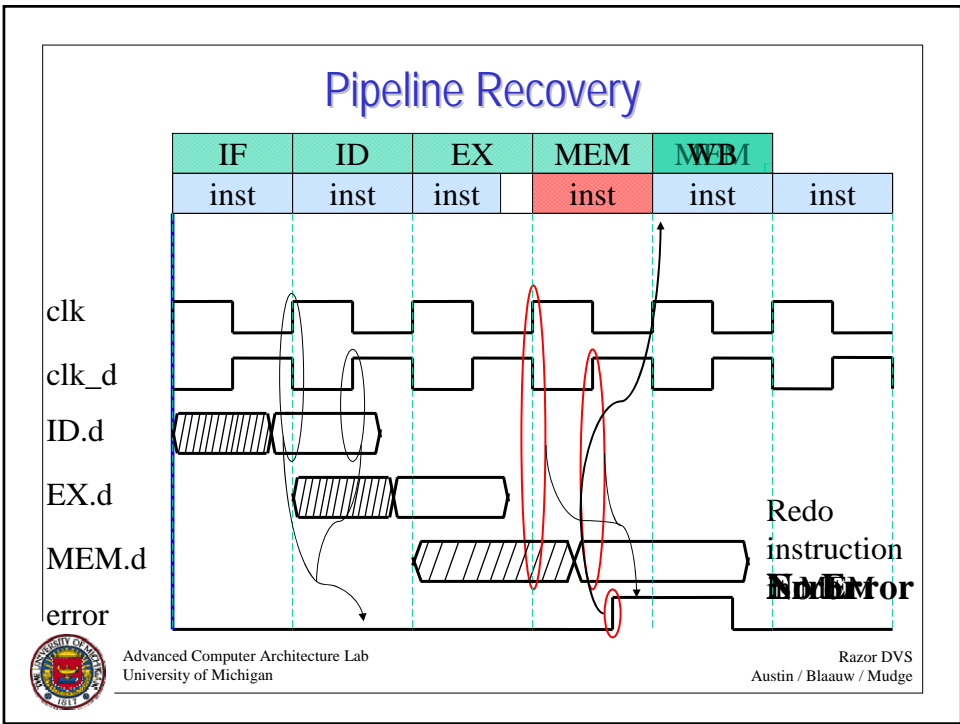 Pipeline Recovery
IF ID EX MEM
inst inst inst inst inst inst
clk
clk_d
ID.d
EX.d
MEM.d
error
Redo
instruction
Advanced Computer Architecture Lab
University of Michigan
Razor DVS
Austin / Blaauw / Mudge